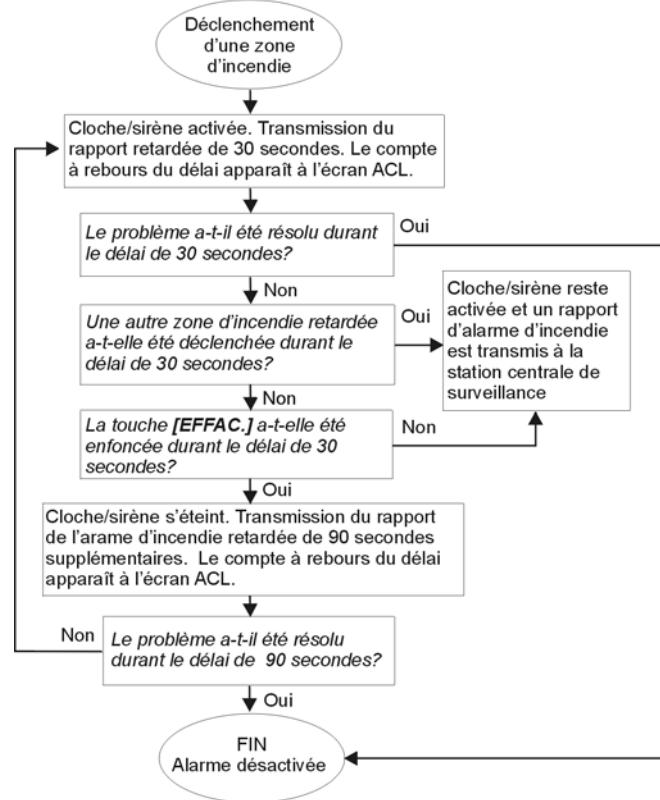 Déclenchement
d'une zone
d'incendie
Cloche/sirène activée. Transmission du
rapport retardée de 30 secondes. Le compte
à rebours du délai apparaît à l'écran ACL.
Le problème a-t-il été résolu durant
le délai de 30 secondes?
Oui
Non
Une autre zone d'incendie retardée
a-t-elle été déclenchée durant le
délai de 30 secondes?
Oui
Cloche/sirène reste
activée et un rapport
d'alarme d'incendie
est transmis à la
station centrale de
surveillance
Non
La touche [EFFAC.] a-t-elle été
enfoncée durant le délai de 30
secondes?
Non
Oui
Cloche/sirène s'éteint. Transmission du rapport
de l'arame d'incendie retardée de 90 secondes
supplémentaires. Le compte à rebours du délai
apparaît à l'écran ACL.
Non
Le problème a-t-il été résolu
durant le délai de 90 secondes?
Oui
FIN
Alarme désactivée